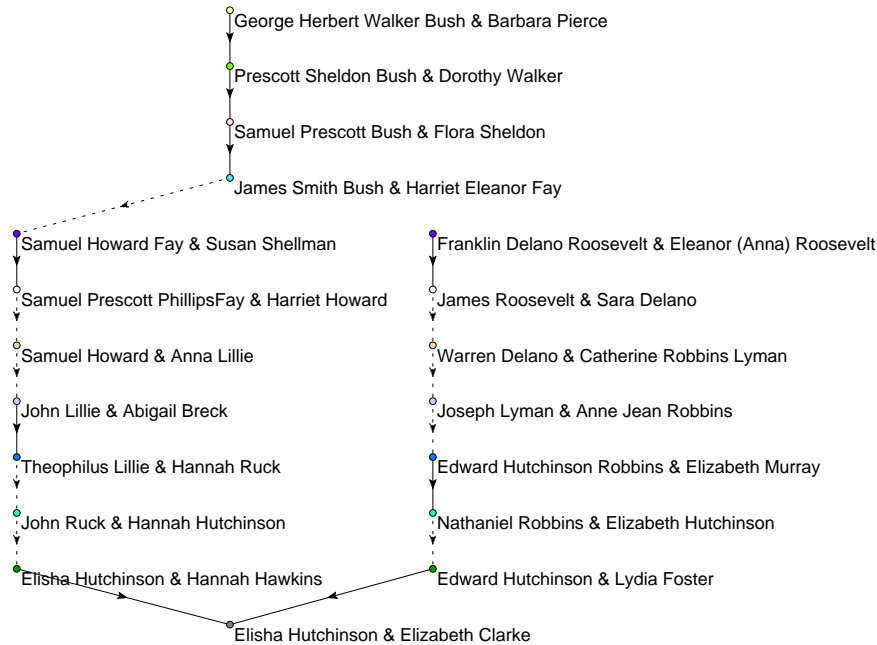 George Herbert Walker Bush & Barbara Pierce
Prescott Sheldon Bush & Dorothy Walker
Samuel Prescott Bush & Flora Sheldon
James Smith Bush & Harriet Eleanor Fay
Samuel Howard Fay & Susan Shellman
Franklin Delano Roosevelt & Eleanor (Anna) Roosevelt
Samuel Prescott PhillipsFay & Harriet Howard
James Roosevelt & Sara Delano
Samuel Howard & Anna Lillie
Warren Delano & Catherine Robbins Lyman
John Lillie & Abigail Breck
Joseph Lyman & Anne Jean Robbins
Theophilus Lillie & Hannah Ruck
Edward Hutchinson Robbins & Elizabeth Murray
John Ruck & Hannah Hutchinson
Nathaniel Robbins & Elizabeth Hutchinson
Elisha Hutchinson & Hannah Hawkins
Edward Hutchinson & Lydia Foster
Elisha Hutchinson & Elizabeth Clarke